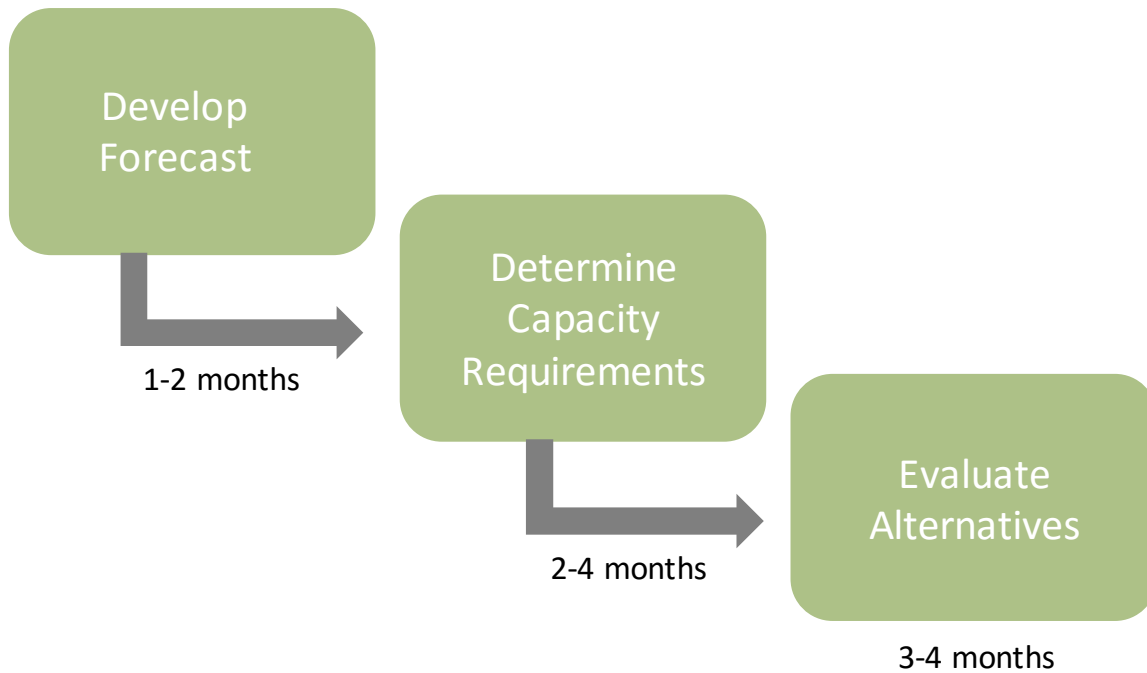 Develop
Forecast
1-2 months
Determine
Capacity
Requirements
2-4 months
Evaluate
Alternatives
3-4 months